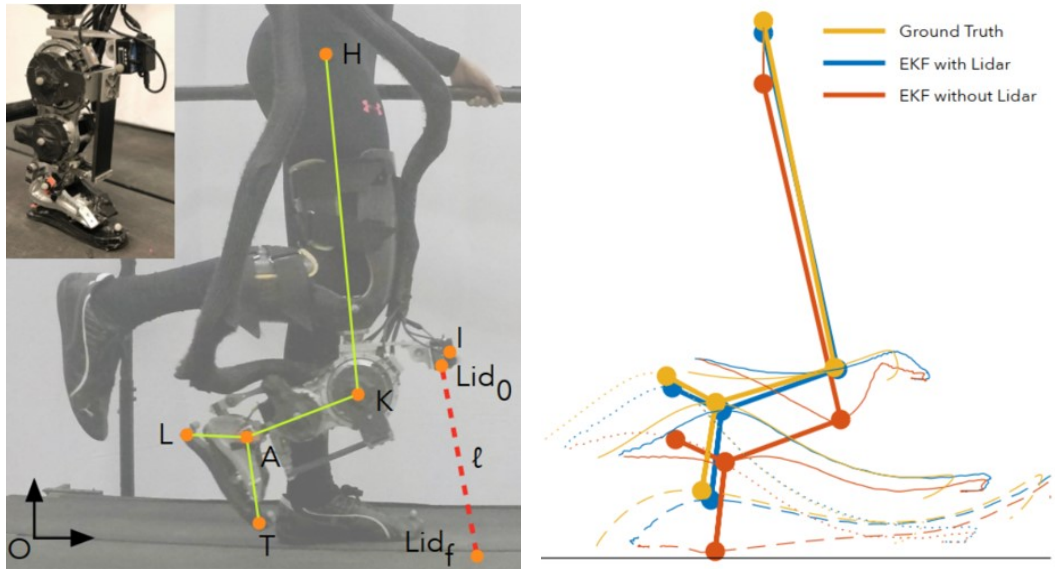 H
I
Lid0
K
L
A
ℓ
T
O
Lidf
Ground Truth
EKF with Lidar
EKF without Lidar